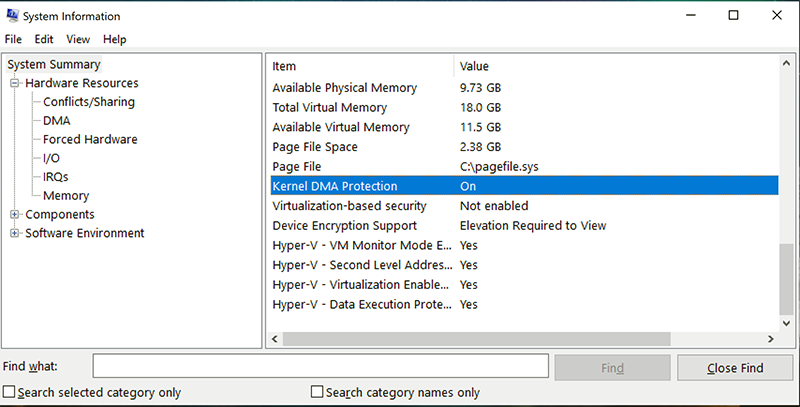 System Information
File Edit View Help
System Summary
Hardware Resources
Conflicts/Sharing
DMA
Forced Hardware
I/O
IRQs
Memory
Components
Software Environment
Item Value
Available Physical Memory 9.73 GB
Total Virtual Memory 18.0 GB
Available Virtual Memory 11.5 GB
Page File Space 2.38 GB
Page File C:\pagefile.sys
Kernel DMA Protection On
Virtualization-based security Not enabled
Device Encryption Support Elevation Required to View
Hyper-V - VM Monitor Mode E... Yes
Hyper-V - Second Level Addres... Yes
Hyper-V - Virtualization Enable... Yes
Hyper-V - Data Execution Prote... Yes
Find what: Find Close Find
Search selected category only Search category names only